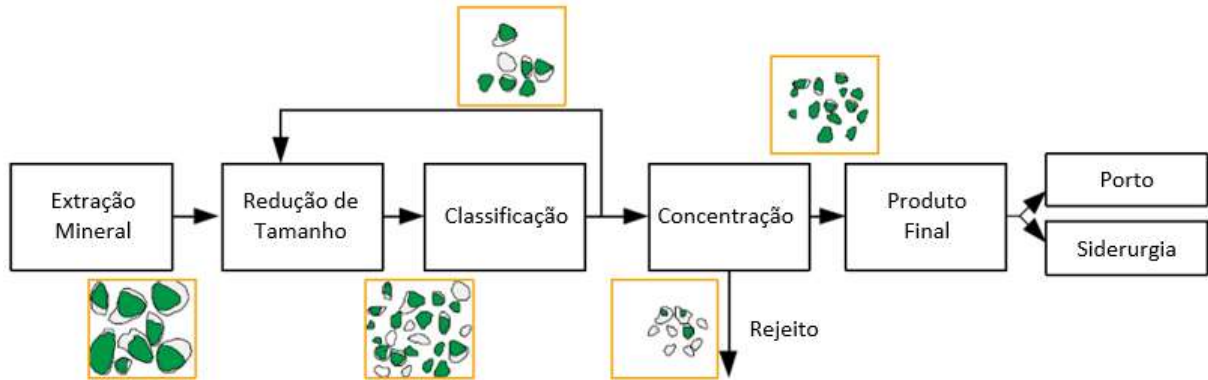 Extração
Mineral
Redução de
Tamanho
Classificação
Concentração
Produto
Final
Porto
Siderurgia
Rejeito